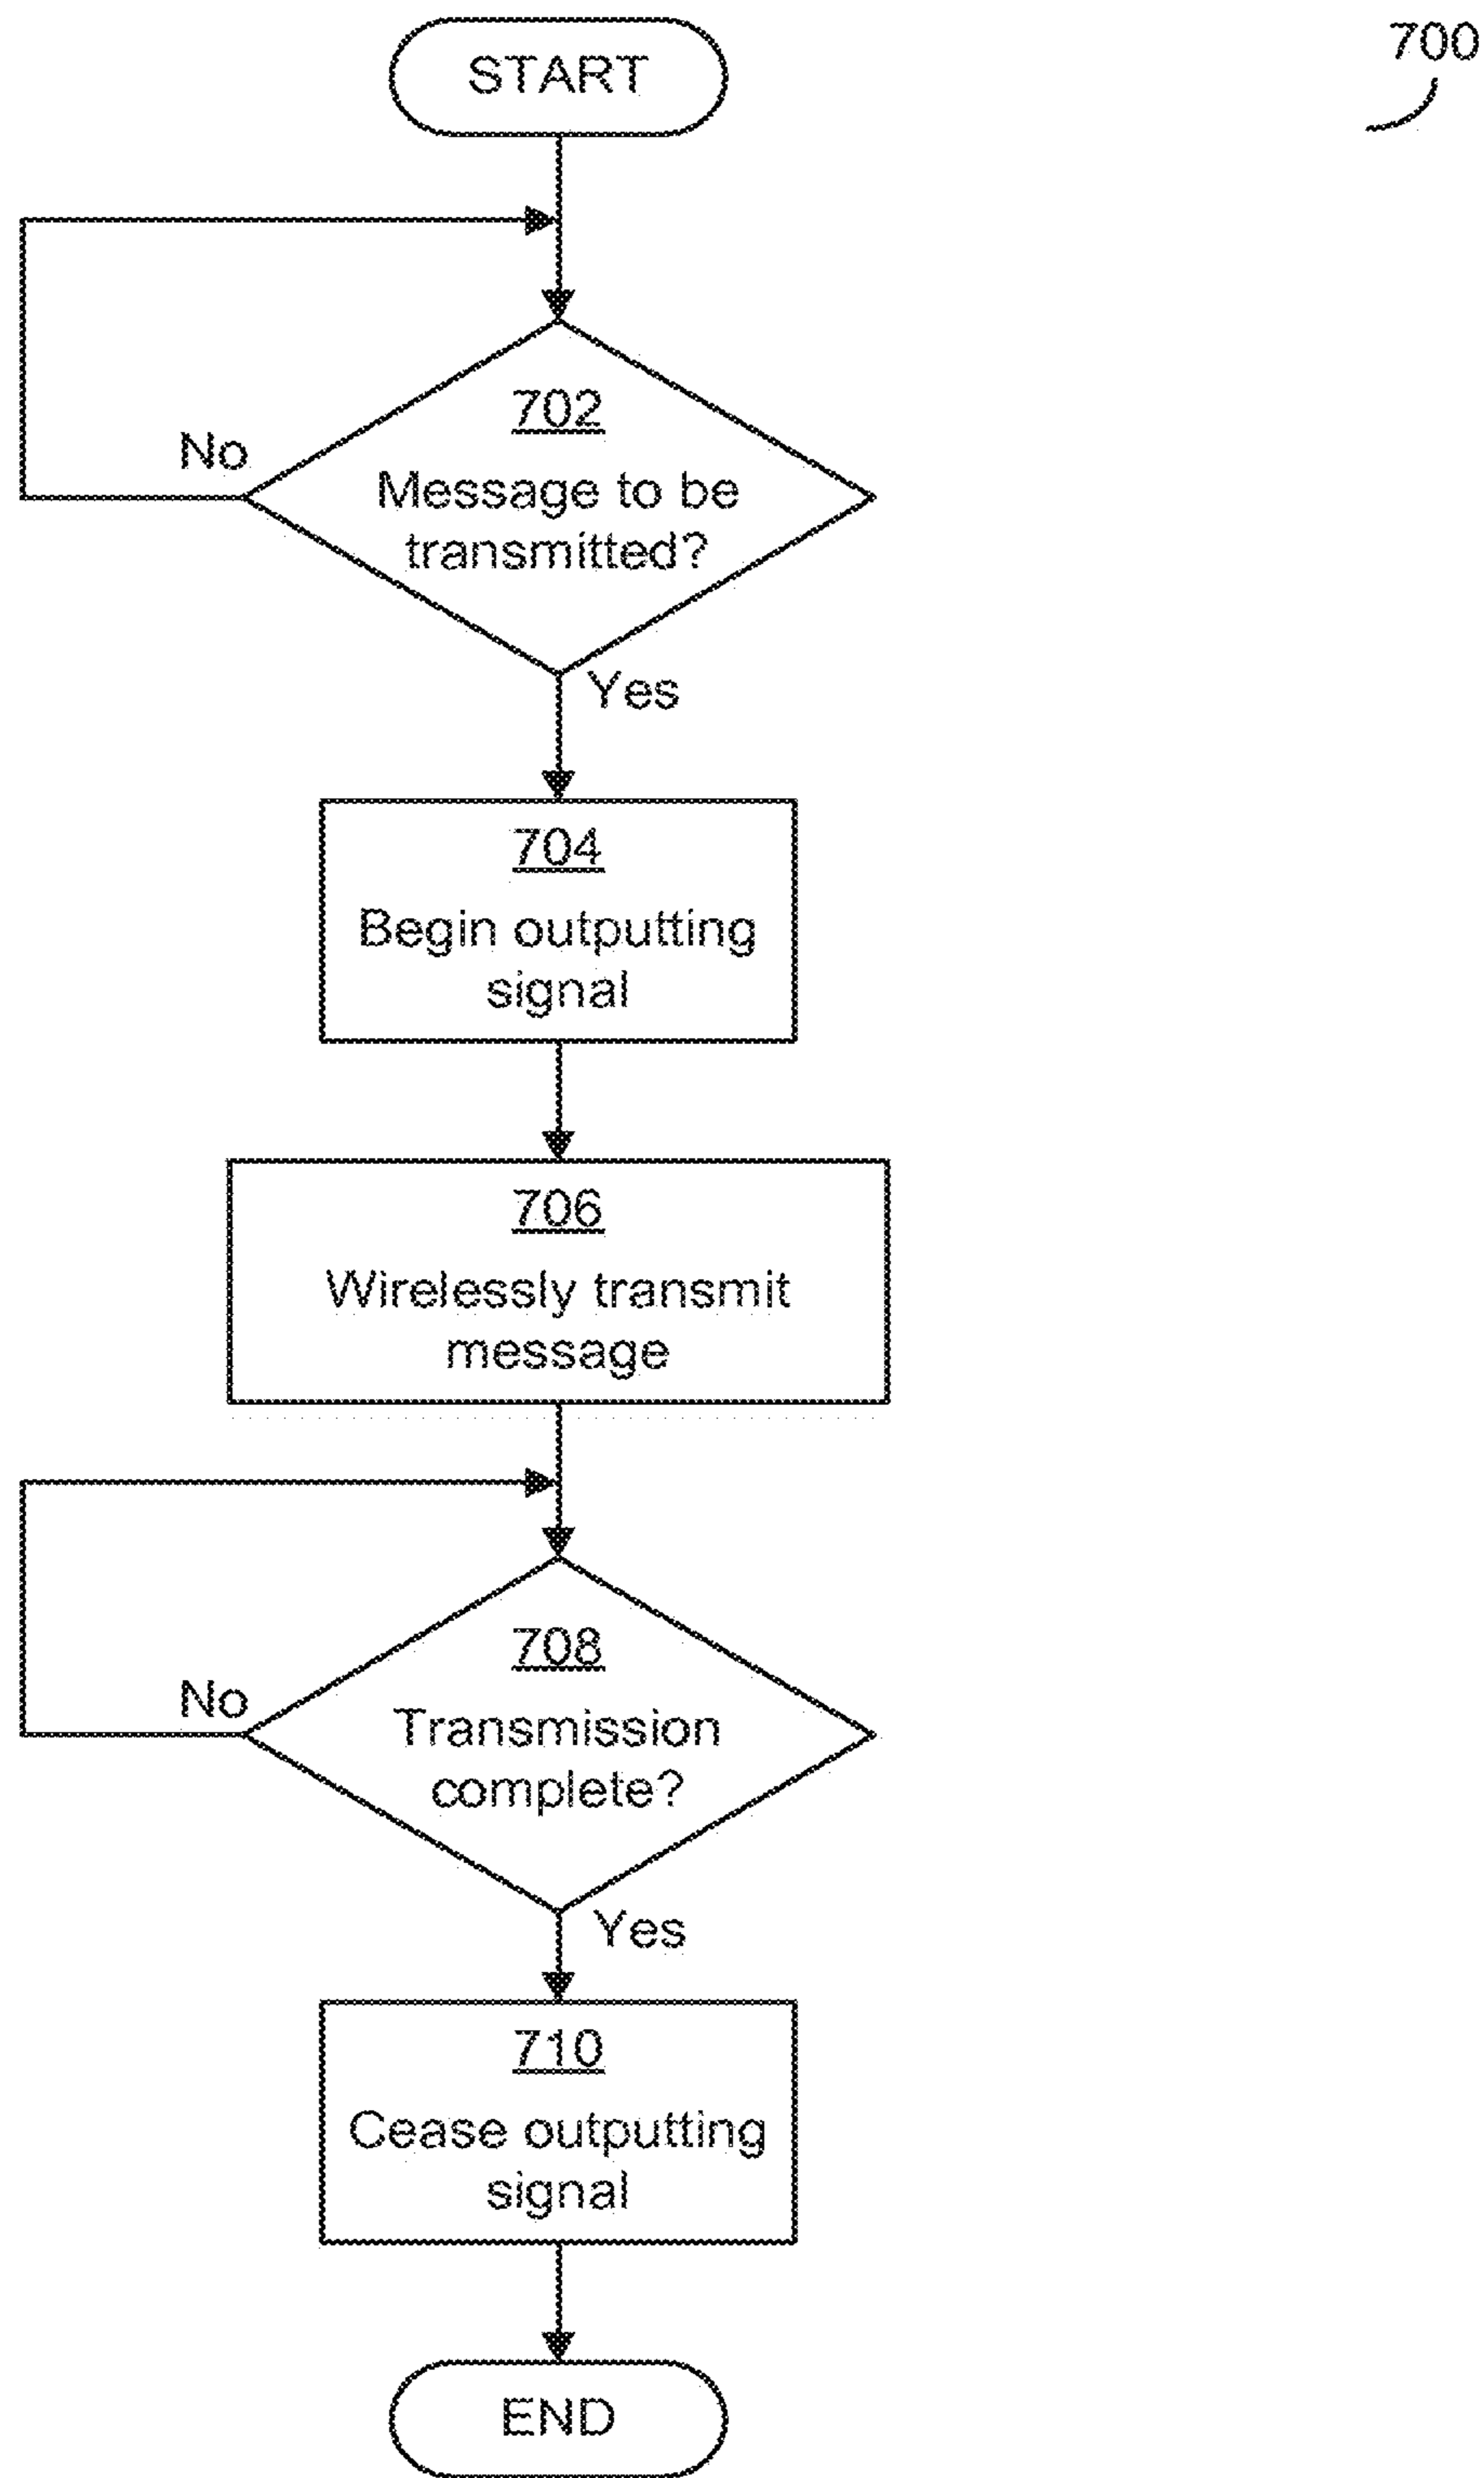 700
START
702
Message to be
transmitted?
No
Yes
704
Begin outputting
signal
706
Wirelessly transmit
message
708
Transmission
complete?
No
Yes
710
Cease outputting
signal
END